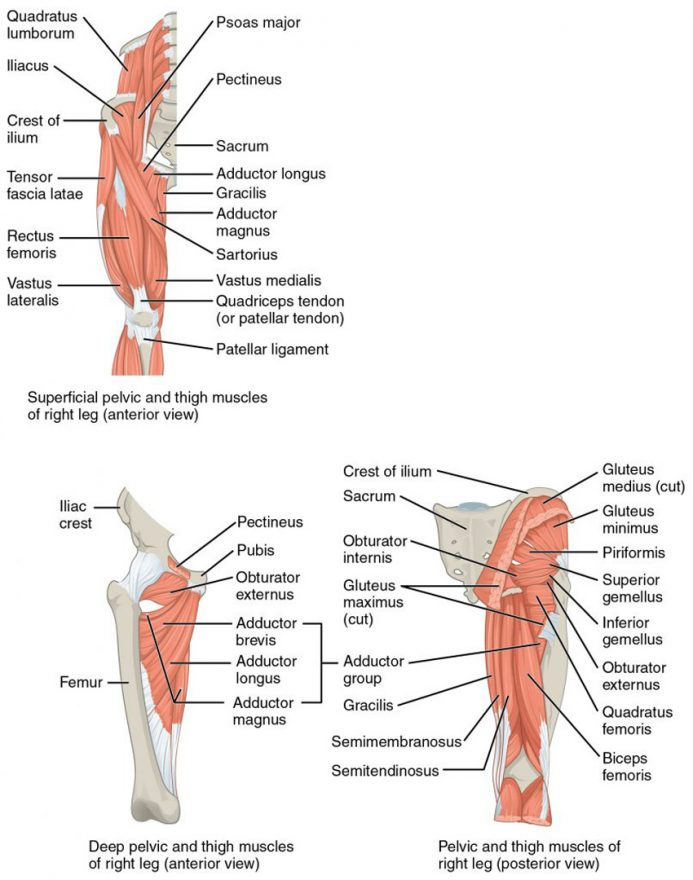 Quadratus
lumborum
Iliacus
Crest of
ilium
Tensor
fascia latae
Rectus
femoris
Vastus
lateralis
Psoas major
Pectineus
Sacrum
Adductor longus
Gracilis
Adductor
magnus
Sartorius
Vastus medialis
Quadriceps tendon
(or patellar tendon)
Patellar ligament
Superficial pelvic and thigh muscles
of right leg (anterior view)
Iliac
crest
Femur
Pectineus
Pubis
Obturator
externus
Adductor
brevis
Adductor
longus
Adductor
magnus
Adductor
group
Deep pelvic and thigh muscles
of right leg (anterior view)
Crest of ilium
Sacrum
Obturator
internis
Gluteus
maximus
(cut)
Gracilis
Semimembranosus
Semitendinosus
Gluteus
medius (cut)
Gluteus
minimus
Piriformis
Superior
gemellus
Inferior
gemellus
Obturator
externus
Quadratus
femoris
Biceps
femoris
Pelvic and thigh muscles of
right leg (posterior view)